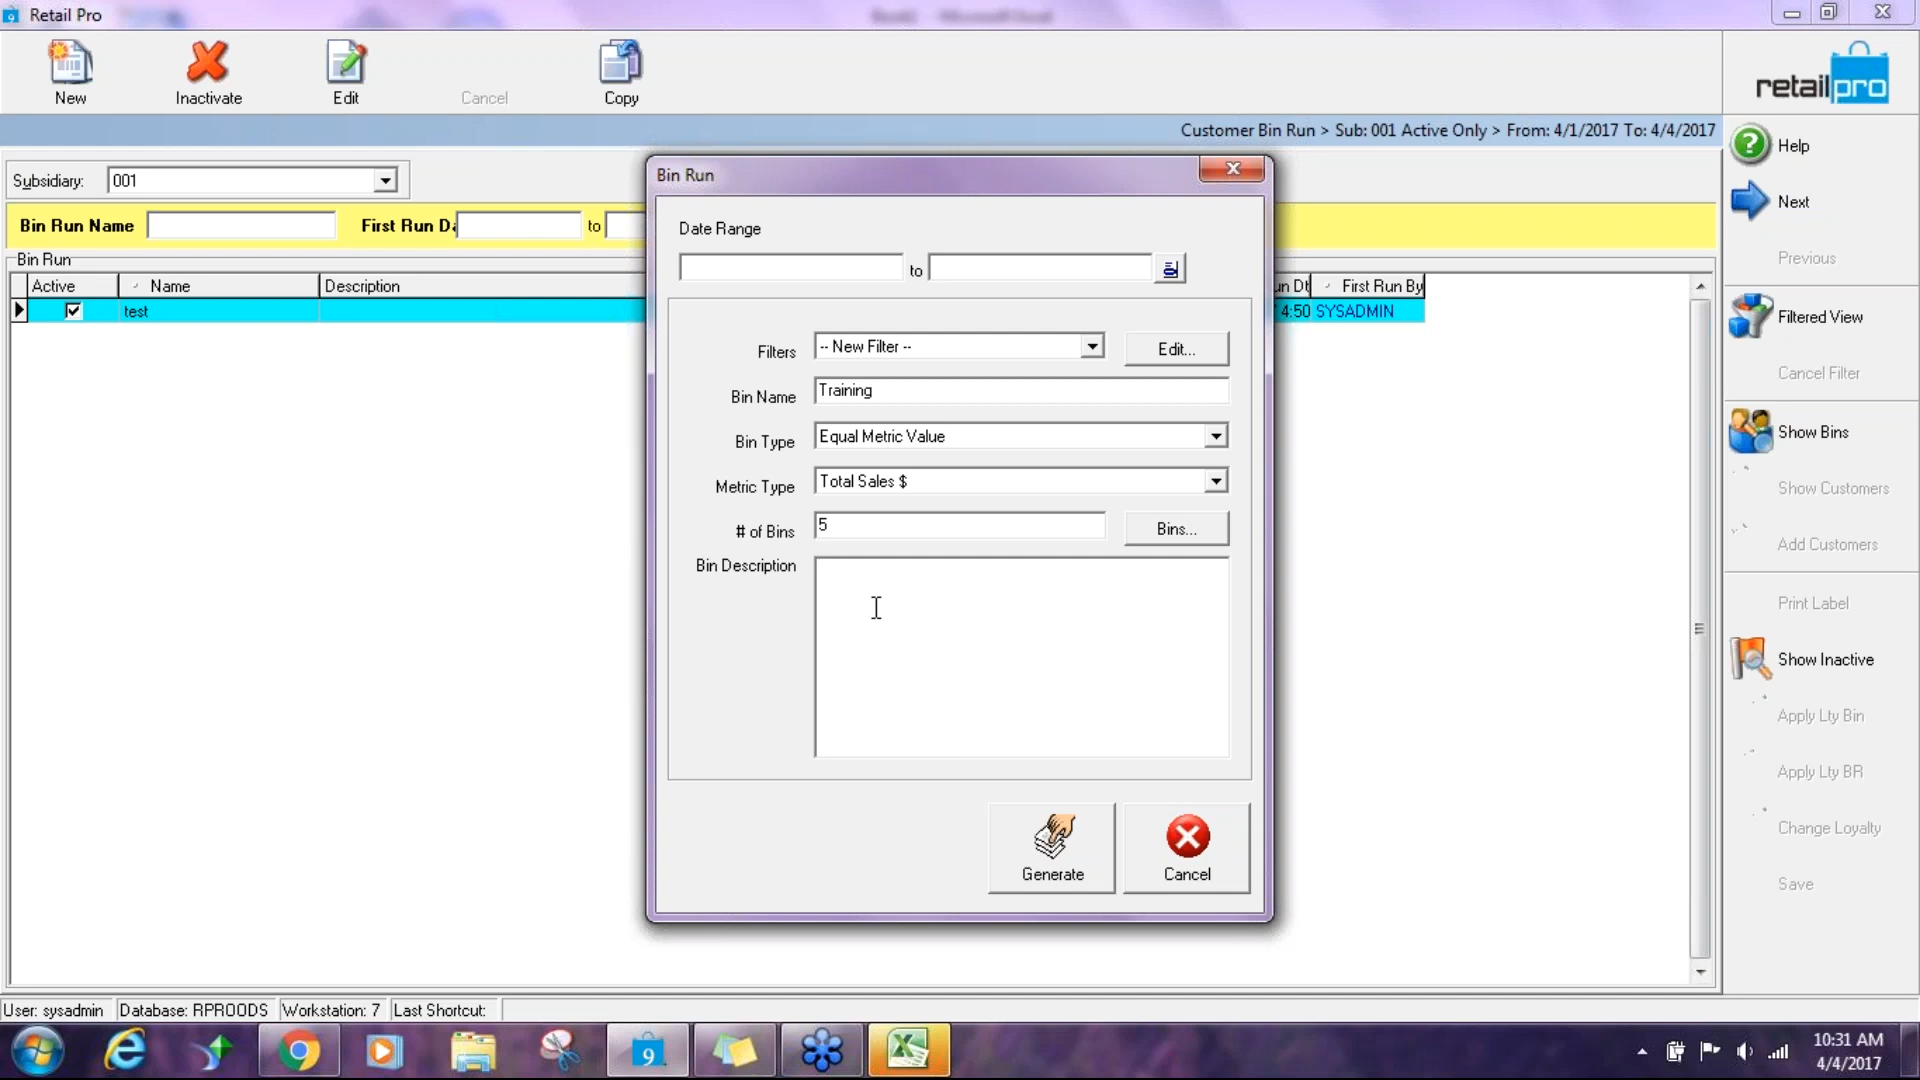 Retail Pro
New
Inactivate
Edit
Cancel
Copy
retailpro
Customer Bin Run > Sub: 001 Active Only > From: 4/1/2017 To: 4/4/2017
Subsidiary: 001
Bin Run Name
First Run Da
to
Bin Run
Active
Name
Description
un Dt
First Run By
test
4:50 SYSADMIN
Bin Run
Date Range
to
Filters
-- New Filter --
Edit...
Bin Name
Training
Bin Type
Equal Metric Value
Metric Type
Total Sales $
# of Bins
5
Bins...
Bin Description
Generate
Cancel
Help
Next
Previous
Filtered View
Cancel Filter
Show Bins
Show Customers
Add Customers
Print Label
Show Inactive
Apply Lty Bin
Apply Lty BR
Change Loyalty
Save
User: sysadmin
Database: RPROODS
Workstation: 7
Last Shortcut:
9
10:31 AM
4/4/2017